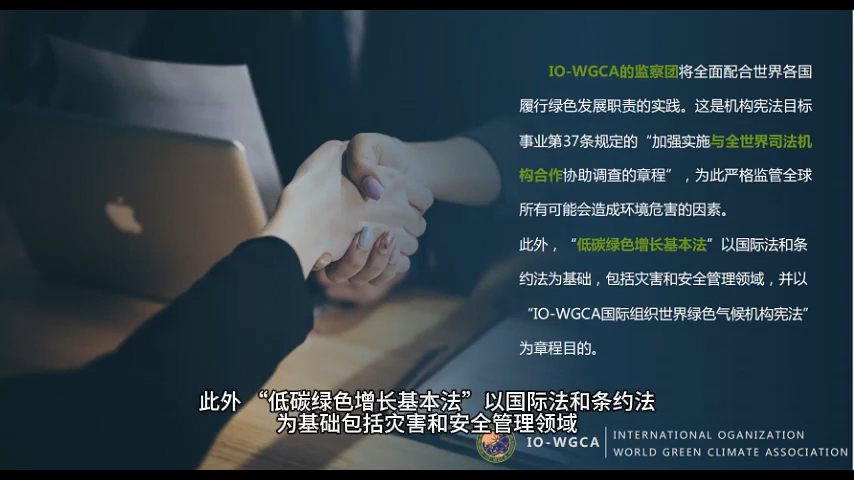 IO-WGCA的监察团将全面配合世界各国
履行绿色发展职责的实践。这是机构宪法目标
事业第37条规定的“加强实施与全世界司法机
构合作协助调查的章程”，为此严格监管全球
所有可能会造成环境危害的因素。
此外，“低碳绿色增长基本法”以国际法和条
约法为基础，包括灾害和安全管理领域，并以
“IO-WGCA国际组织世界绿色气候机构宪法”
为章程目的。
此外 “低碳绿色增长基本法” 以国际法和条约法
为基础包括灾害和安全管理领域
IO-WGCA
INTERNATIONAL OGANIZATION
WORLD GREEN CLIMATE ASSOCIATION